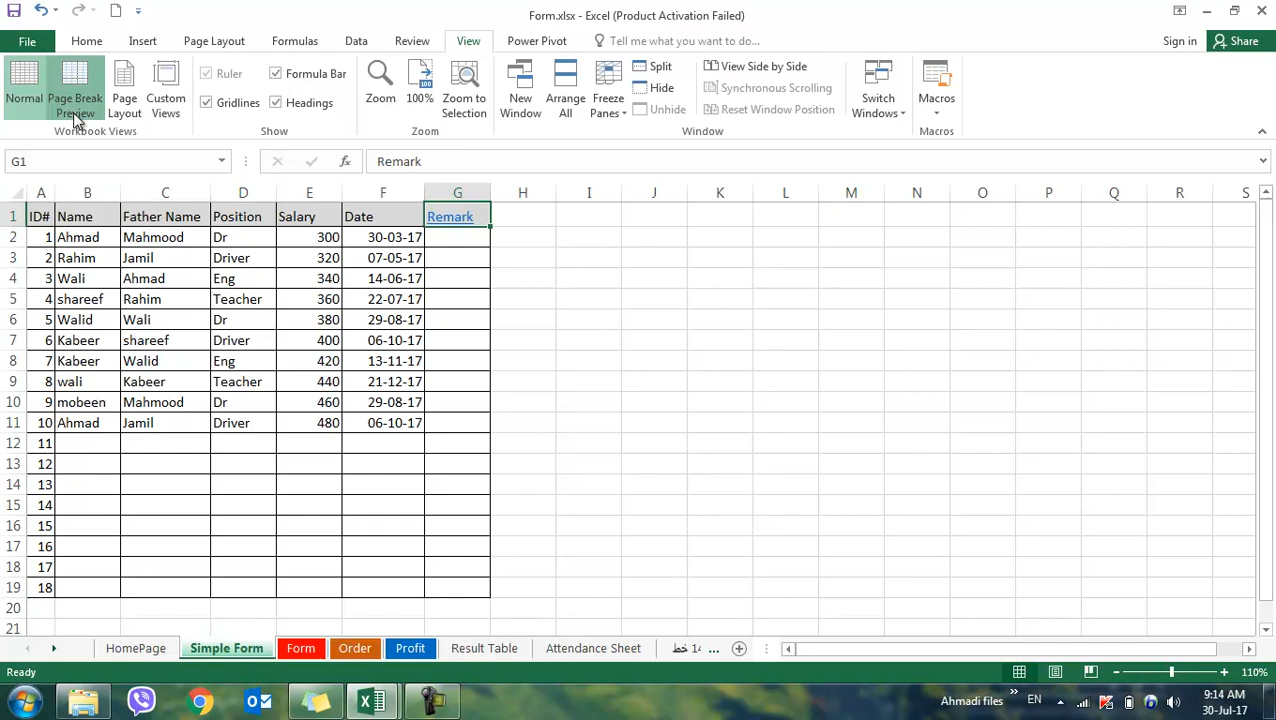 Form.xlsx - Excel (Product Activation Failed)
File Home Insert Page Layout Formulas Data Review View Power Pivot Tell me what you want to do... Sign in Share
Normal Page Break Preview Page Layout Custom Views
Ruler Formula Bar
Gridlines Headings
Zoom 100% Zoom to Selection
New Window Arrange All Freeze Panes
Split
Hide
Unhide
View Side by Side
Synchronous Scrolling
Reset Window Position
Switch Windows Macros
Workbook Views Show Zoom Window Macros
G1 fx Remark
A B C D E F G H I J K L M N O P Q R S
1 ID# Name Father Name Position Salary Date Remark
2 1 Ahmad Mahmood Dr 300 30-03-17
3 2 Rahim Jamil Driver 320 07-05-17
4 3 Wali Ahmad Eng 340 14-06-17
5 4 shareef Rahim Teacher 360 22-07-17
6 5 Walid Wali Dr 380 29-08-17
7 6 Kabeer shareef Driver 400 06-10-17
8 7 Kabeer Walid Eng 420 13-11-17
9 8 wali Kabeer Teacher 440 21-12-17
10 9 mobeen Mahmood Dr 460 29-08-17
11 10 Ahmad Jamil Driver 480 06-10-17
12 11
13 12
14 13
15 14
16 15
17 16
18 17
19 18
20
21
HomePage Simple Form Form Order Profit Result Table Attendance Sheet خط ١٤ ...
Ready 110%
Ahmadi files » EN 9:14 AM
30-Jul-17